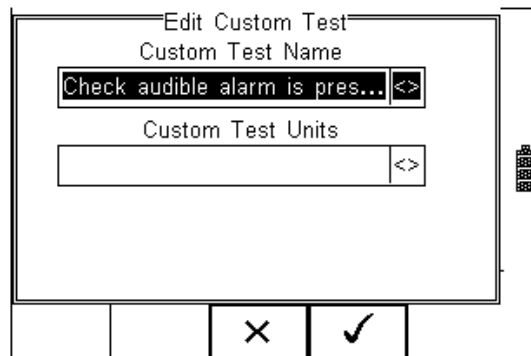 Edit Custom Test
Custom Test Name
Check audible alarm is pres... <>
Custom Test Units
<>